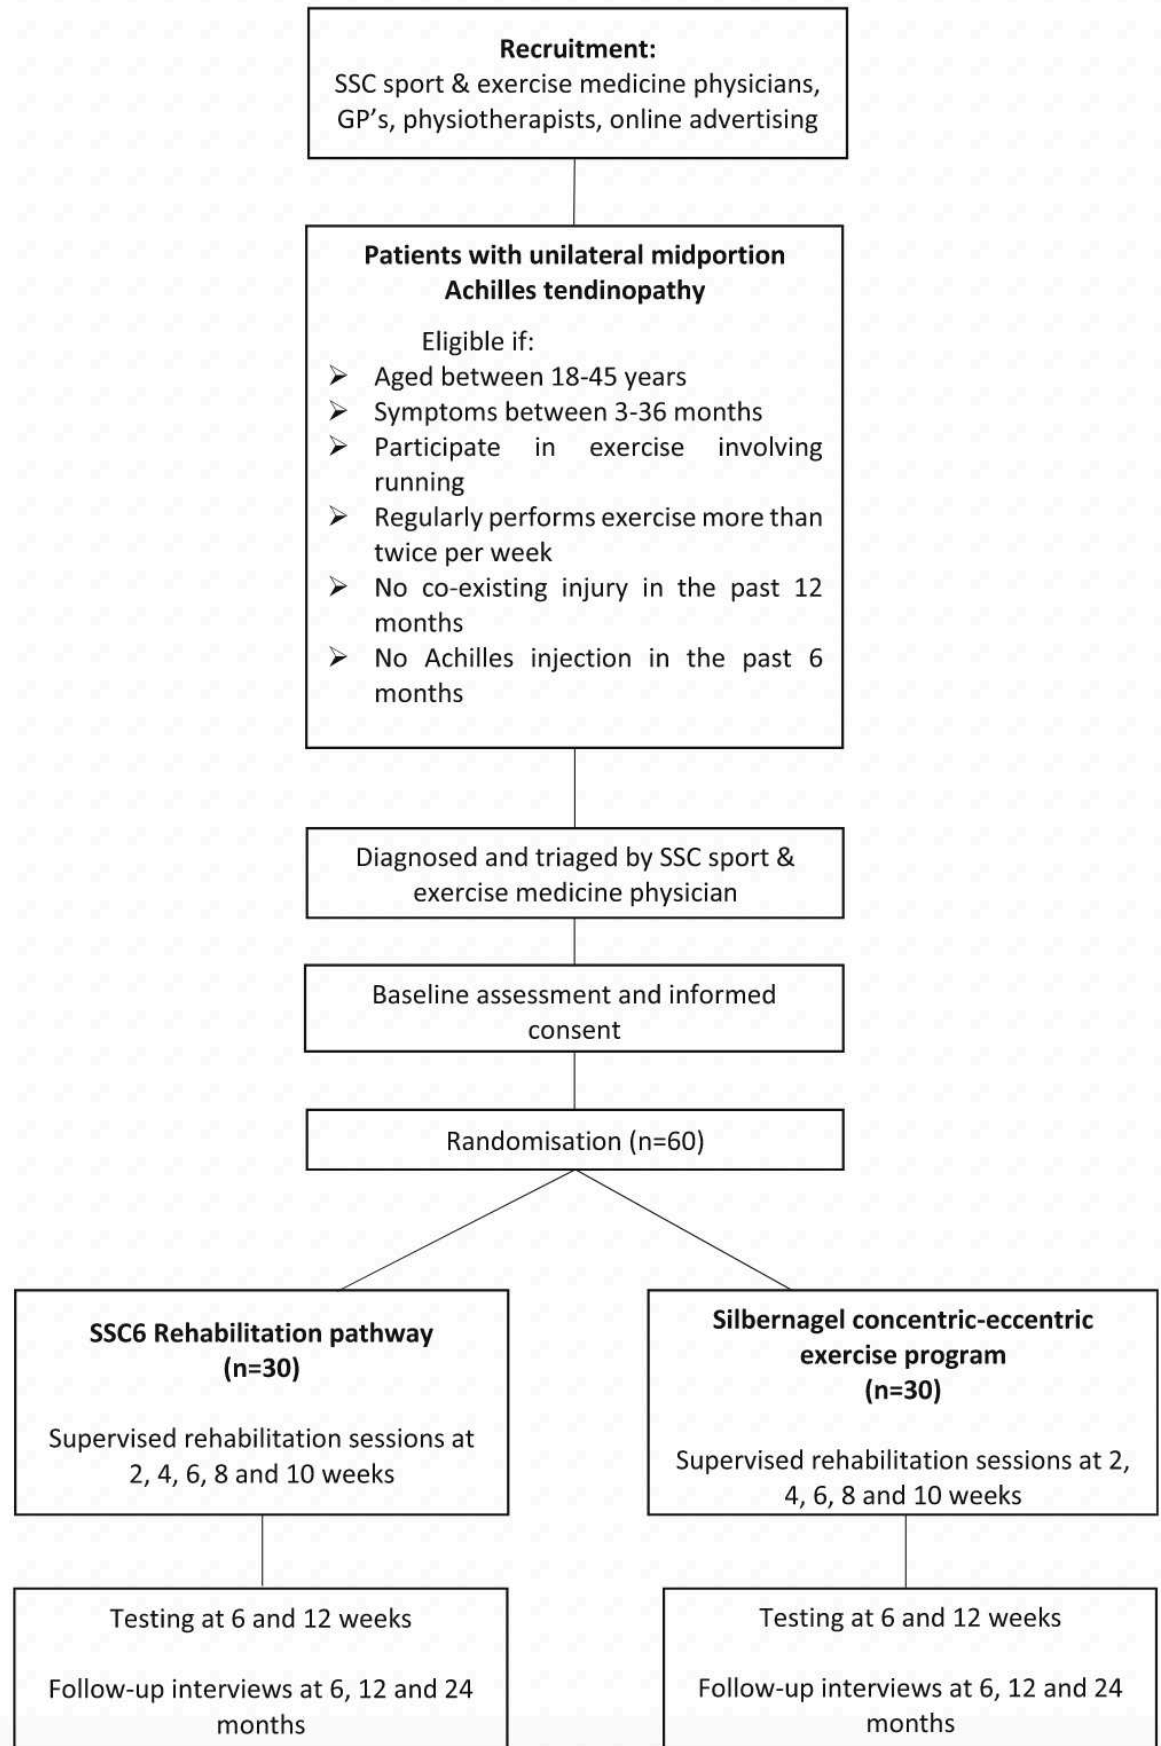 Recruitment:
SSC sport & exercise medicine physicians,
GP's, physiotherapists, online advertising
Patients with unilateral midportion
Achilles tendinopathy
Eligible if:
➢ Aged between 18-45 years
➢ Symptoms between 3-36 months
➢ Participate in exercise involving
running
➢ Regularly performs exercise more than
twice per week
➢ No co-existing injury in the past 12
months
➢ No Achilles injection in the past 6
months
Diagnosed and triaged by SSC sport &
exercise medicine physician
Baseline assessment and informed
consent
Randomisation (n=60)
SSC6 Rehabilitation pathway
(n=30)
Supervised rehabilitation sessions at
2, 4, 6, 8 and 10 weeks
Silbernagel concentric-eccentric
exercise program
(n=30)
Supervised rehabilitation sessions at 2,
4, 6, 8 and 10 weeks
Testing at 6 and 12 weeks
Follow-up interviews at 6, 12 and 24
months
Testing at 6 and 12 weeks
Follow-up interviews at 6, 12 and 24
months